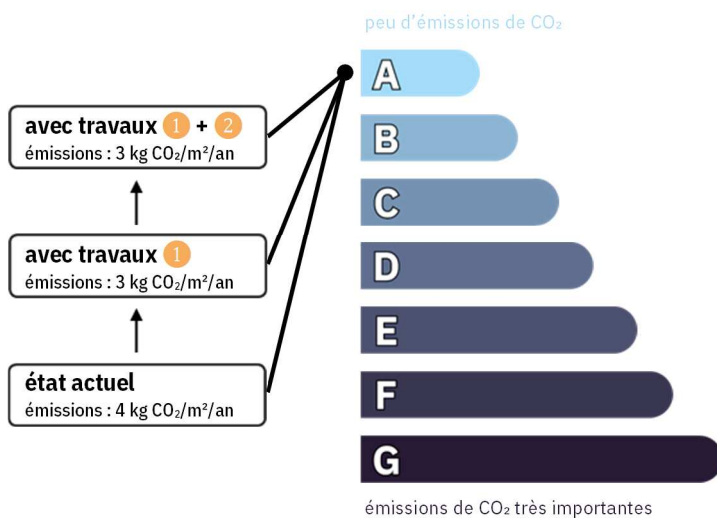 peu d'émissions de CO₂
A
avec travaux 1 + 2
émissions : 3 kg CO₂/m²/an
B
C
avec travaux 1
émissions : 3 kg CO₂/m²/an
D
E
état actuel
émissions : 4 kg CO₂/m²/an
F
G
émissions de CO₂ très importantes